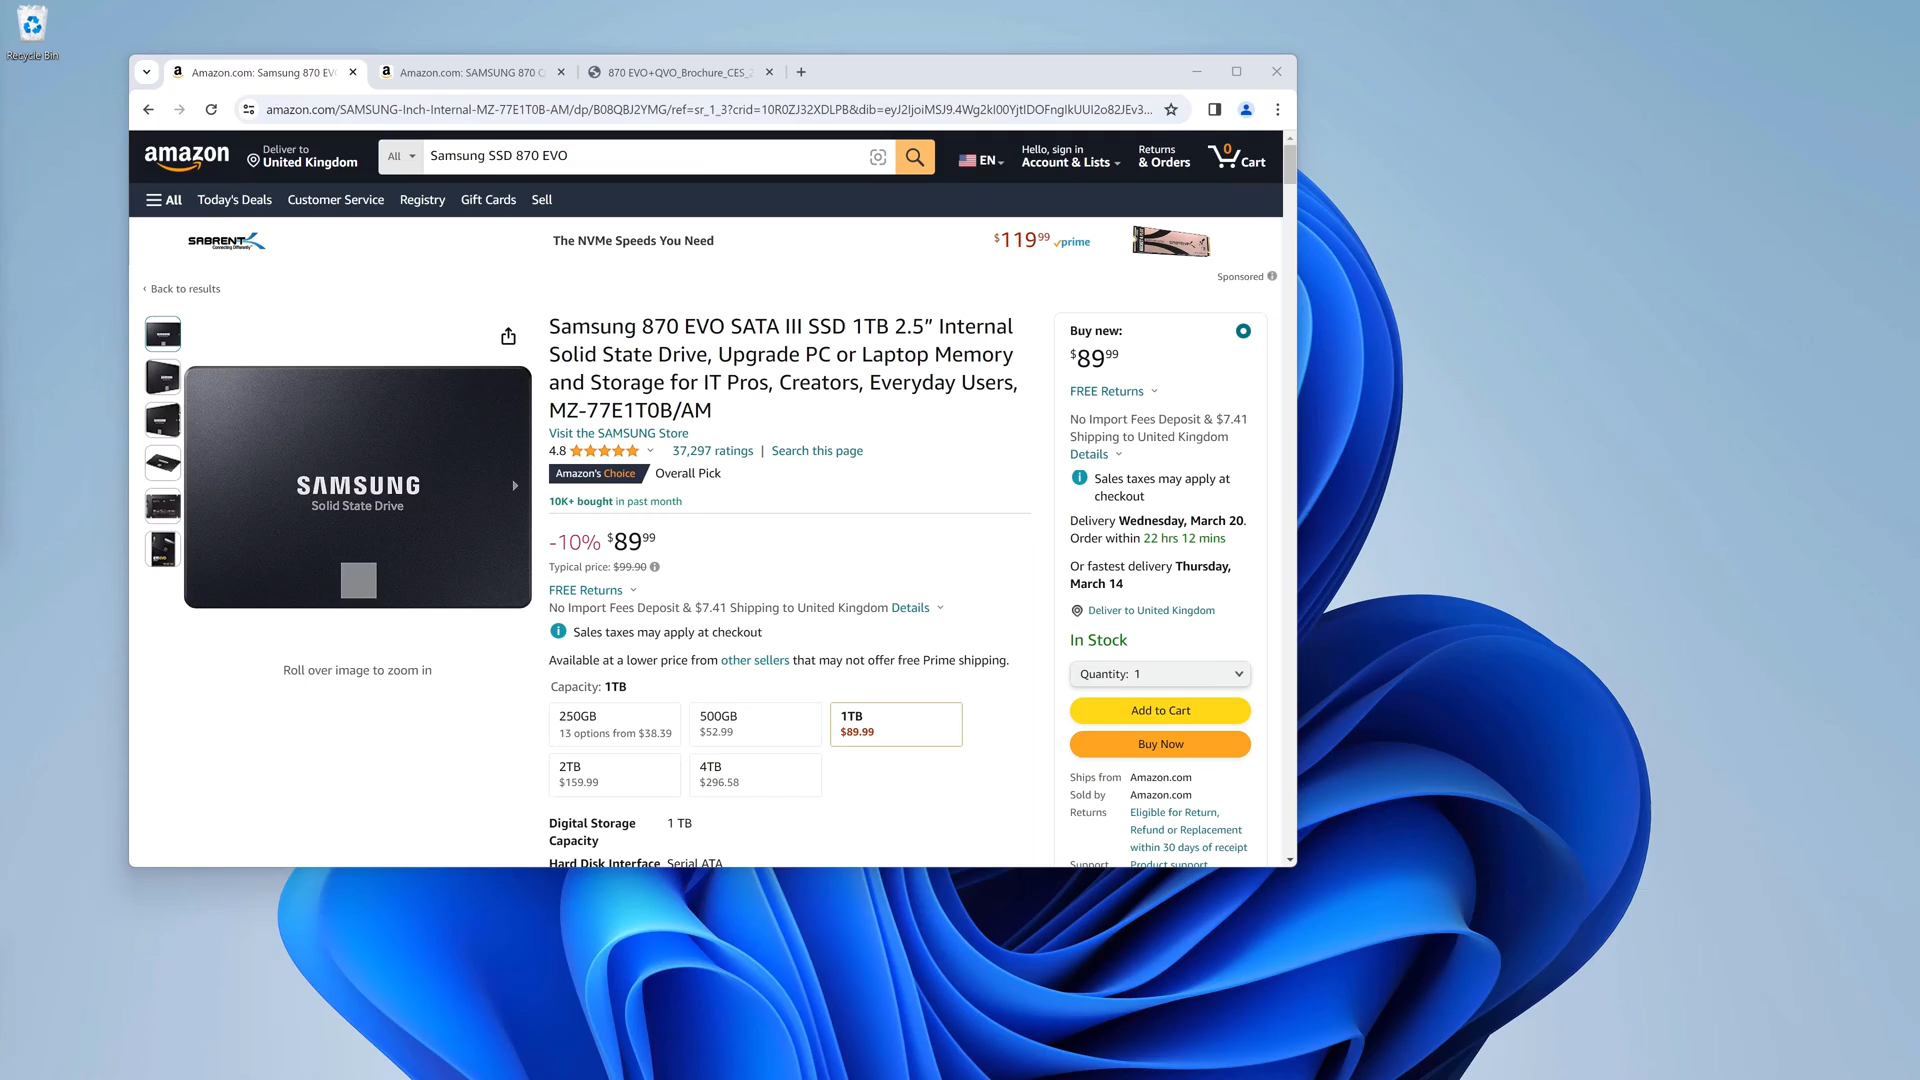 Recycle Bin
Amazon.com: Samsung 870 EV
Amazon.com: SAMSUNG 870 Q
870 EVO+QVO_Brochure_CES_2
amazon.com/SAMSUNG-Inch-Internal-MZ-77E1T0B-AM/dp/B08QBJ2YMG/ref=sr_1_3?crid=10R0ZJ32XDLPB&dib=eyJ2IjoiMSJ9.4Wg2kI00YjtIDOFngIkUUI2o82JEv3...
amazon
Deliver to
United Kingdom
All
Samsung SSD 870 EVO
EN
Hello, sign in
Account & Lists
Returns
& Orders
0
Cart
All
Today's Deals
Customer Service
Registry
Gift Cards
Sell
SABRENT
Connecting Differently
The NVMe Speeds You Need
$119 99
prime
Sponsored
‹ Back to results
SAMSUNG
Solid State Drive
Roll over image to zoom in
Samsung 870 EVO SATA III SSD 1TB 2.5” Internal
Solid State Drive, Upgrade PC or Laptop Memory
and Storage for IT Pros, Creators, Everyday Users,
MZ-77E1T0B/AM
Visit the SAMSUNG Store
4.8
37,297 ratings | Search this page
Amazon's Choice
Overall Pick
10K+ bought in past month
-10% $89 99
Typical price: $99.90
FREE Returns
No Import Fees Deposit & $7.41 Shipping to United Kingdom Details
Sales taxes may apply at checkout
Available at a lower price from other sellers that may not offer free Prime shipping.
Capacity: 1TB
250GB
13 options from $38.39
500GB
$52.99
1TB
$89.99
2TB
$159.99
4TB
$296.58
Digital Storage
Capacity
1 TB
Hard Disk Interface
Serial ATA
Buy new:
$89 99
FREE Returns
No Import Fees Deposit & $7.41
Shipping to United Kingdom
Details
Sales taxes may apply at
checkout
Delivery Wednesday, March 20.
Order within 22 hrs 12 mins
Or fastest delivery Thursday,
March 14
Deliver to United Kingdom
In Stock
Quantity: 1
Add to Cart
Buy Now
Ships from
Amazon.com
Sold by
Amazon.com
Returns
Eligible for Return,
Refund or Replacement
within 30 days of receipt
Support
Product support